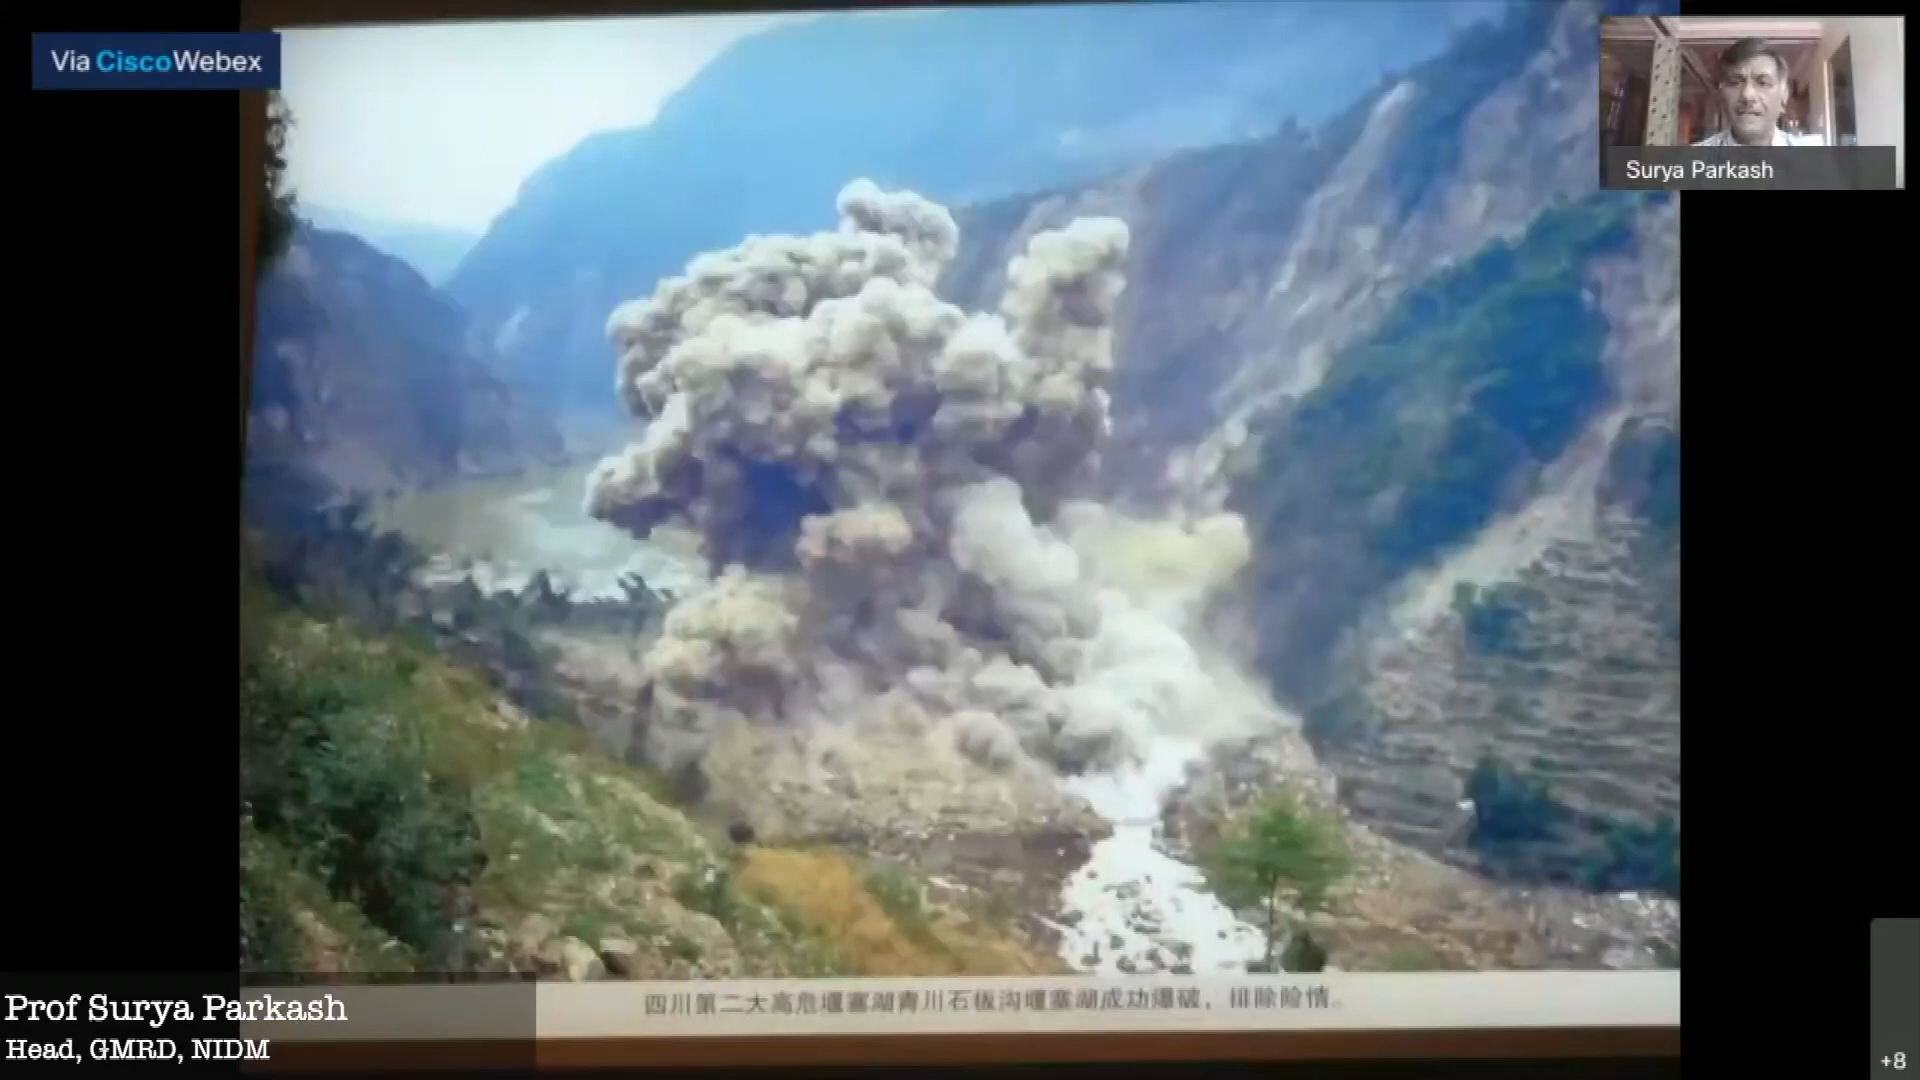 Via CiscoWebex
Surya Parkash
四川第二大高危堰塞湖青川石板沟堰塞湖成功爆破，排除险情。
Prof Surya Parkash
Head, GMRD, NIDM
+8